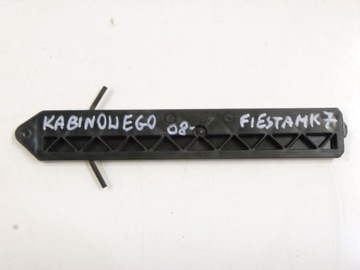 KABINOWEGO 08- FIESTA MK7